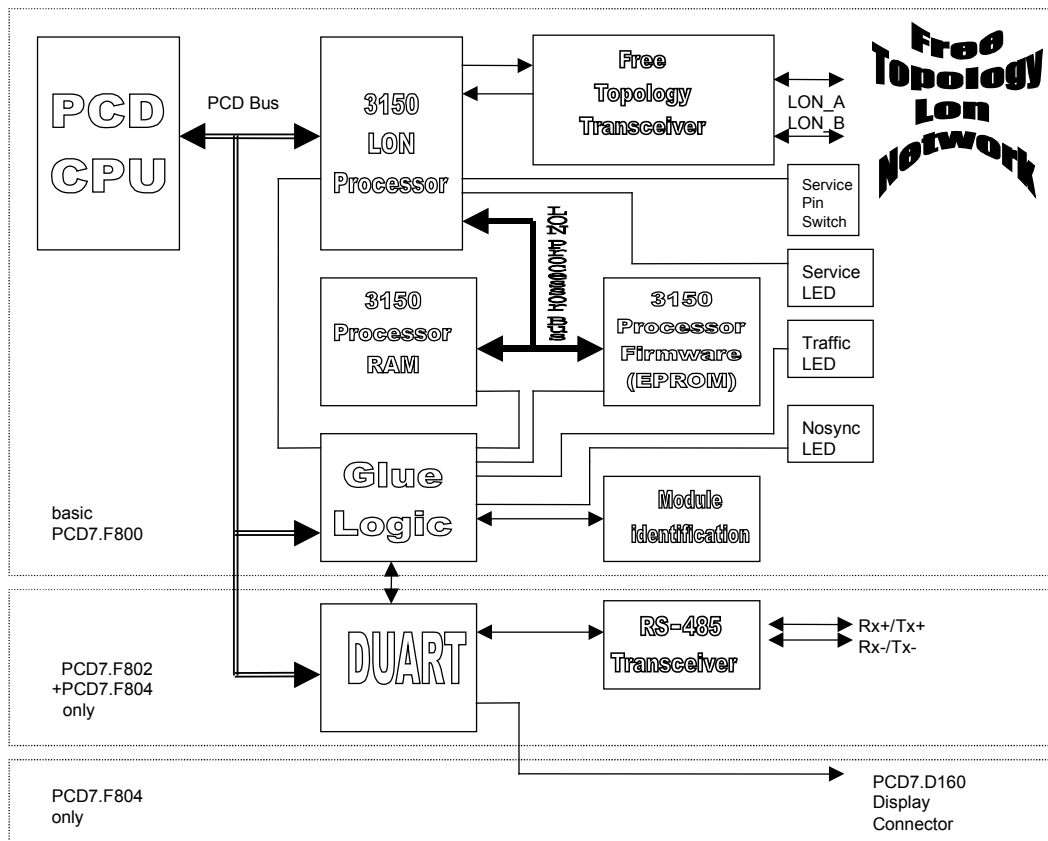 PCD
CPU
PCD Bus
3150
LON
Processor
Free
Topology
Transceiver
LON_A
LON_B
Free
Topology
Lon
Network
Service
Pin
Switch
Service
LED
3150
Processor
RAM
3150
Processor
Firmware
(EPROM)
Traffic
LED
Nosync
LED
Glue
Logic
Module
identification
basic
PCD7.F800
DUART
RS-485
Transceiver
Rx+/Tx+
Rx-/Tx-
PCD7.F802
+PCD7.F804
only
PCD7.F804
only
PCD7.D160
Display
Connector